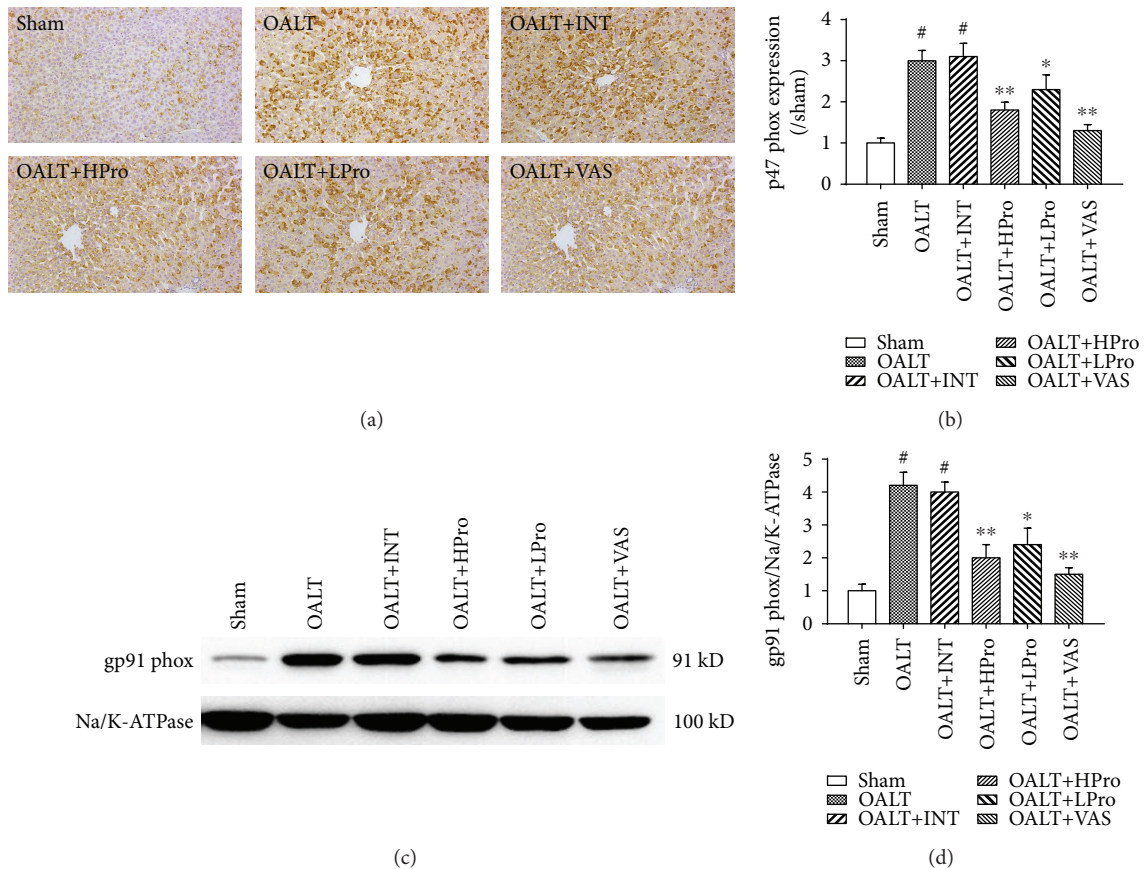 Sham
OALT
OALT+INT
OALT+HPro
OALT+LPro
OALT+VAS
(a)
p47 phox expression
(/sham)
4
3
2
1
0
#
#
**
*
**
Sham
OALT
OALT+INT
OALT+HPro
OALT+LPro
OALT+VAS
Sham
OALT
OALT+INT
OALT+HPro
OALT+LPro
OALT+VAS
(b)
Sham
OALT
OALT+INT
OALT+HPro
OALT+LPro
OALT+VAS
gp91 phox
91 kD
Na/K-ATPase
100 kD
(c)
gp91 phox/Na/K-ATPase
5
4
3
2
1
0
#
#
**
*
**
Sham
OALT
OALT+INT
OALT+HPro
OALT+LPro
OALT+VAS
Sham
OALT
OALT+INT
OALT+HPro
OALT+LPro
OALT+VAS
(d)